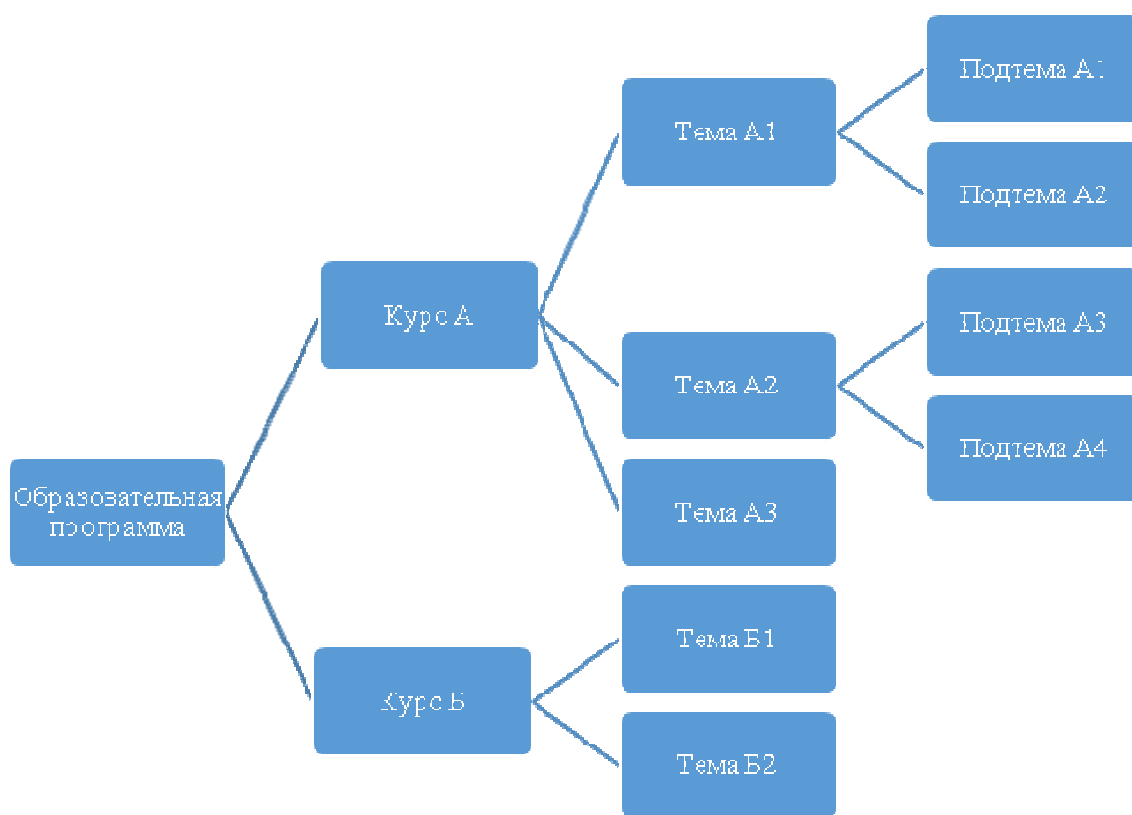 Подтема А1
Тема А1
Подтема А2
Курс А
Подтема А3
Тема А2
Подтема А4
Образовательная
программа
Тема А3
Тема Б1
Курс Б
Тема Б2